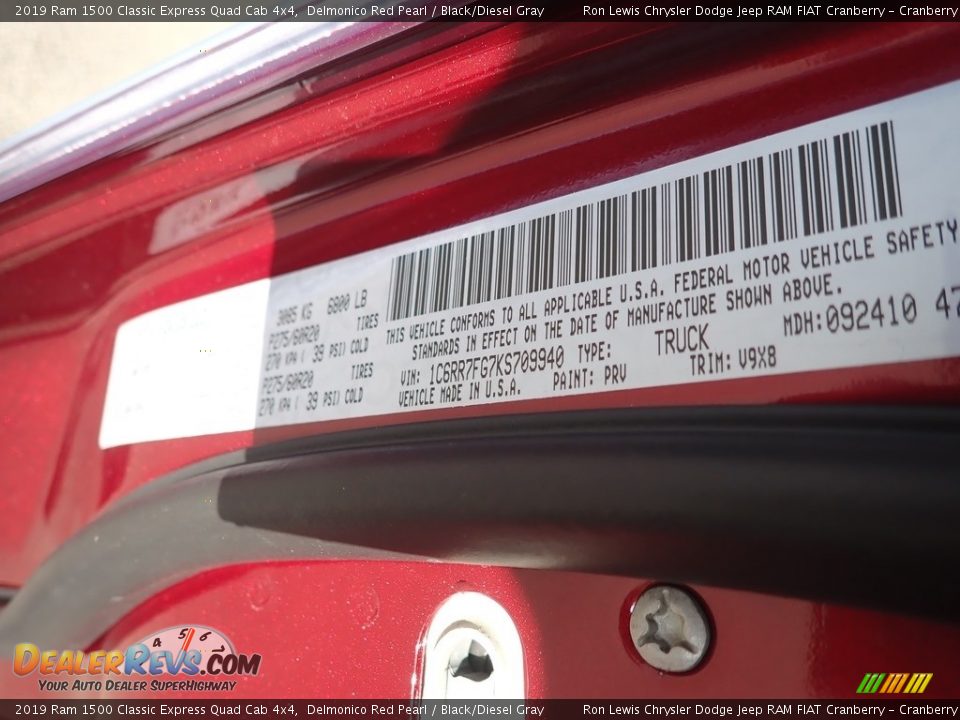 2019 Ram 1500 Classic Express Quad Cab 4x4, Delmonico Red Pearl / Black/Diesel Gray Ron Lewis Chrysler Dodge Jeep RAM FIAT Cranberry - Cranberry
3085 KG 6800 LB
P275/60R20 TIRES
270 KPA ( 39 PSI) COLD
P275/60R20 TIRES
270 KPA ( 39 PSI) COLD
THIS VEHICLE CONFORMS TO ALL APPLICABLE U.S.A. FEDERAL MOTOR VEHICLE SAFETY
STANDARDS IN EFFECT ON THE DATE OF MANUFACTURE SHOWN ABOVE.
VIN: 1C6RR7FG7KS709940 TYPE: TRUCK MDH:092410 47
VEHICLE MADE IN U.S.A. PAINT: PRV TRIM: V9X8
4 5 6
DEALERREVS.COM
YOUR AUTO DEALER SUPERHIGHWAY
2019 Ram 1500 Classic Express Quad Cab 4x4, Delmonico Red Pearl / Black/Diesel Gray Ron Lewis Chrysler Dodge Jeep RAM FIAT Cranberry - Cranberry